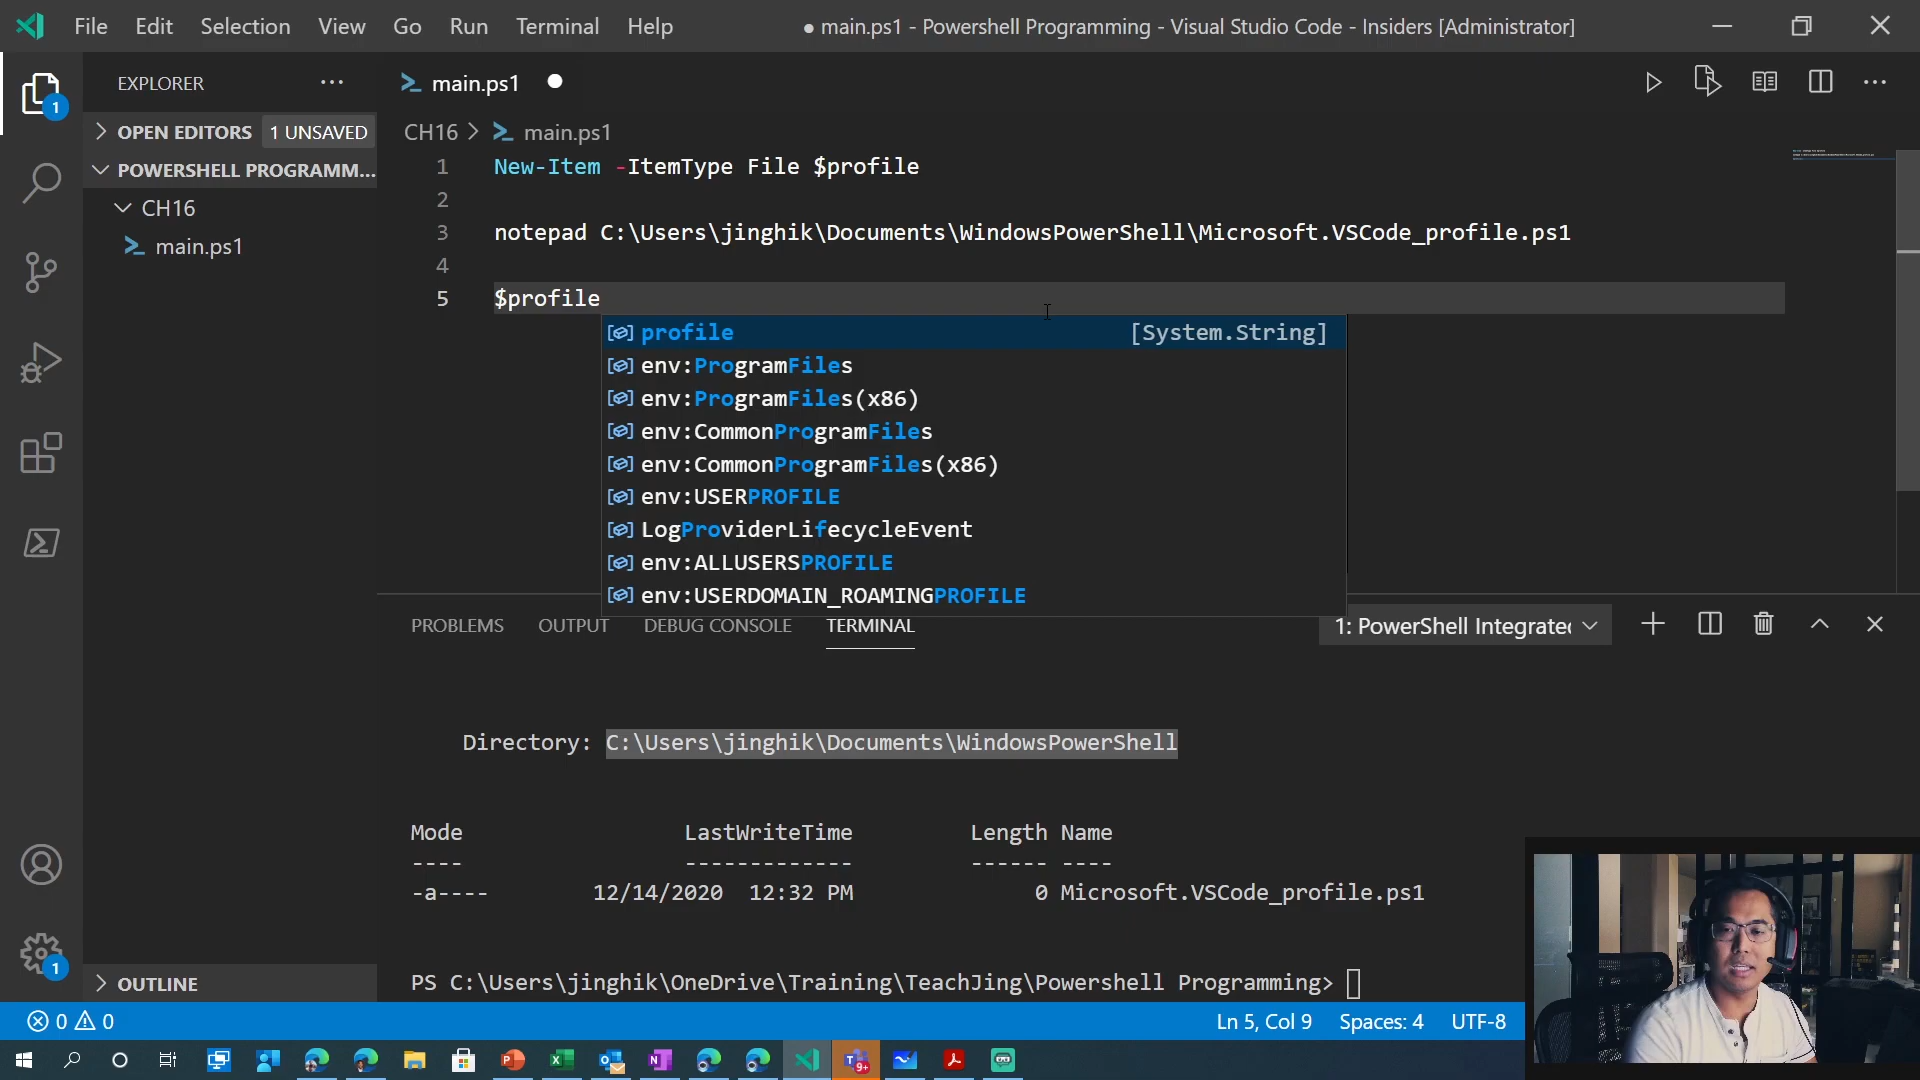 File Edit Selection View Go Run Terminal Help ● main.ps1 - Powershell Programming - Visual Studio Code - Insiders [Administrator]
EXPLORER ···
main.ps1 ●
1
OPEN EDITORS 1 UNSAVED
CH16 > main.ps1
POWERSHELL PROGRAMM...
CH16
main.ps1
1 New-Item -ItemType File $profile
2
3 notepad C:\Users\jinghik\Documents\WindowsPowerShell\Microsoft.VSCode_profile.ps1
4
5 $profile
profile [System.String]
env:ProgramFiles
env:ProgramFiles(x86)
env:CommonProgramFiles
env:CommonProgramFiles(x86)
env:USERPROFILE
LogProviderLifecycleEvent
env:ALLUSERSPROFILE
env:USERDOMAIN_ROAMINGPROFILE
PROBLEMS OUTPUT DEBUG CONSOLE TERMINAL 1: PowerShell Integrated
Directory: C:\Users\jinghik\Documents\WindowsPowerShell
Mode LastWriteTime Length Name
---- ------------- ------ ----
-a---- 12/14/2020 12:32 PM 0 Microsoft.VSCode_profile.ps1
PS C:\Users\jinghik\OneDrive\Training\TeachJing\Powershell Programming>
1
OUTLINE
0 0 Ln 5, Col 9 Spaces: 4 UTF-8
9+